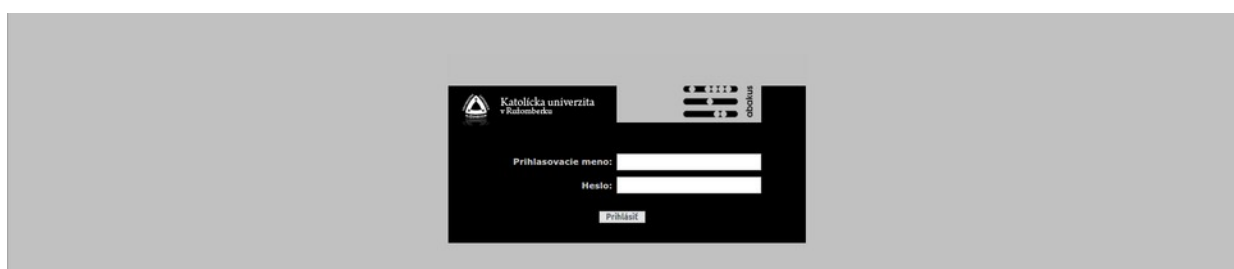 Katolícka univerzita
v Ružomberku
abakus
Prihlasovacie meno:
Heslo:
Prihlásiť